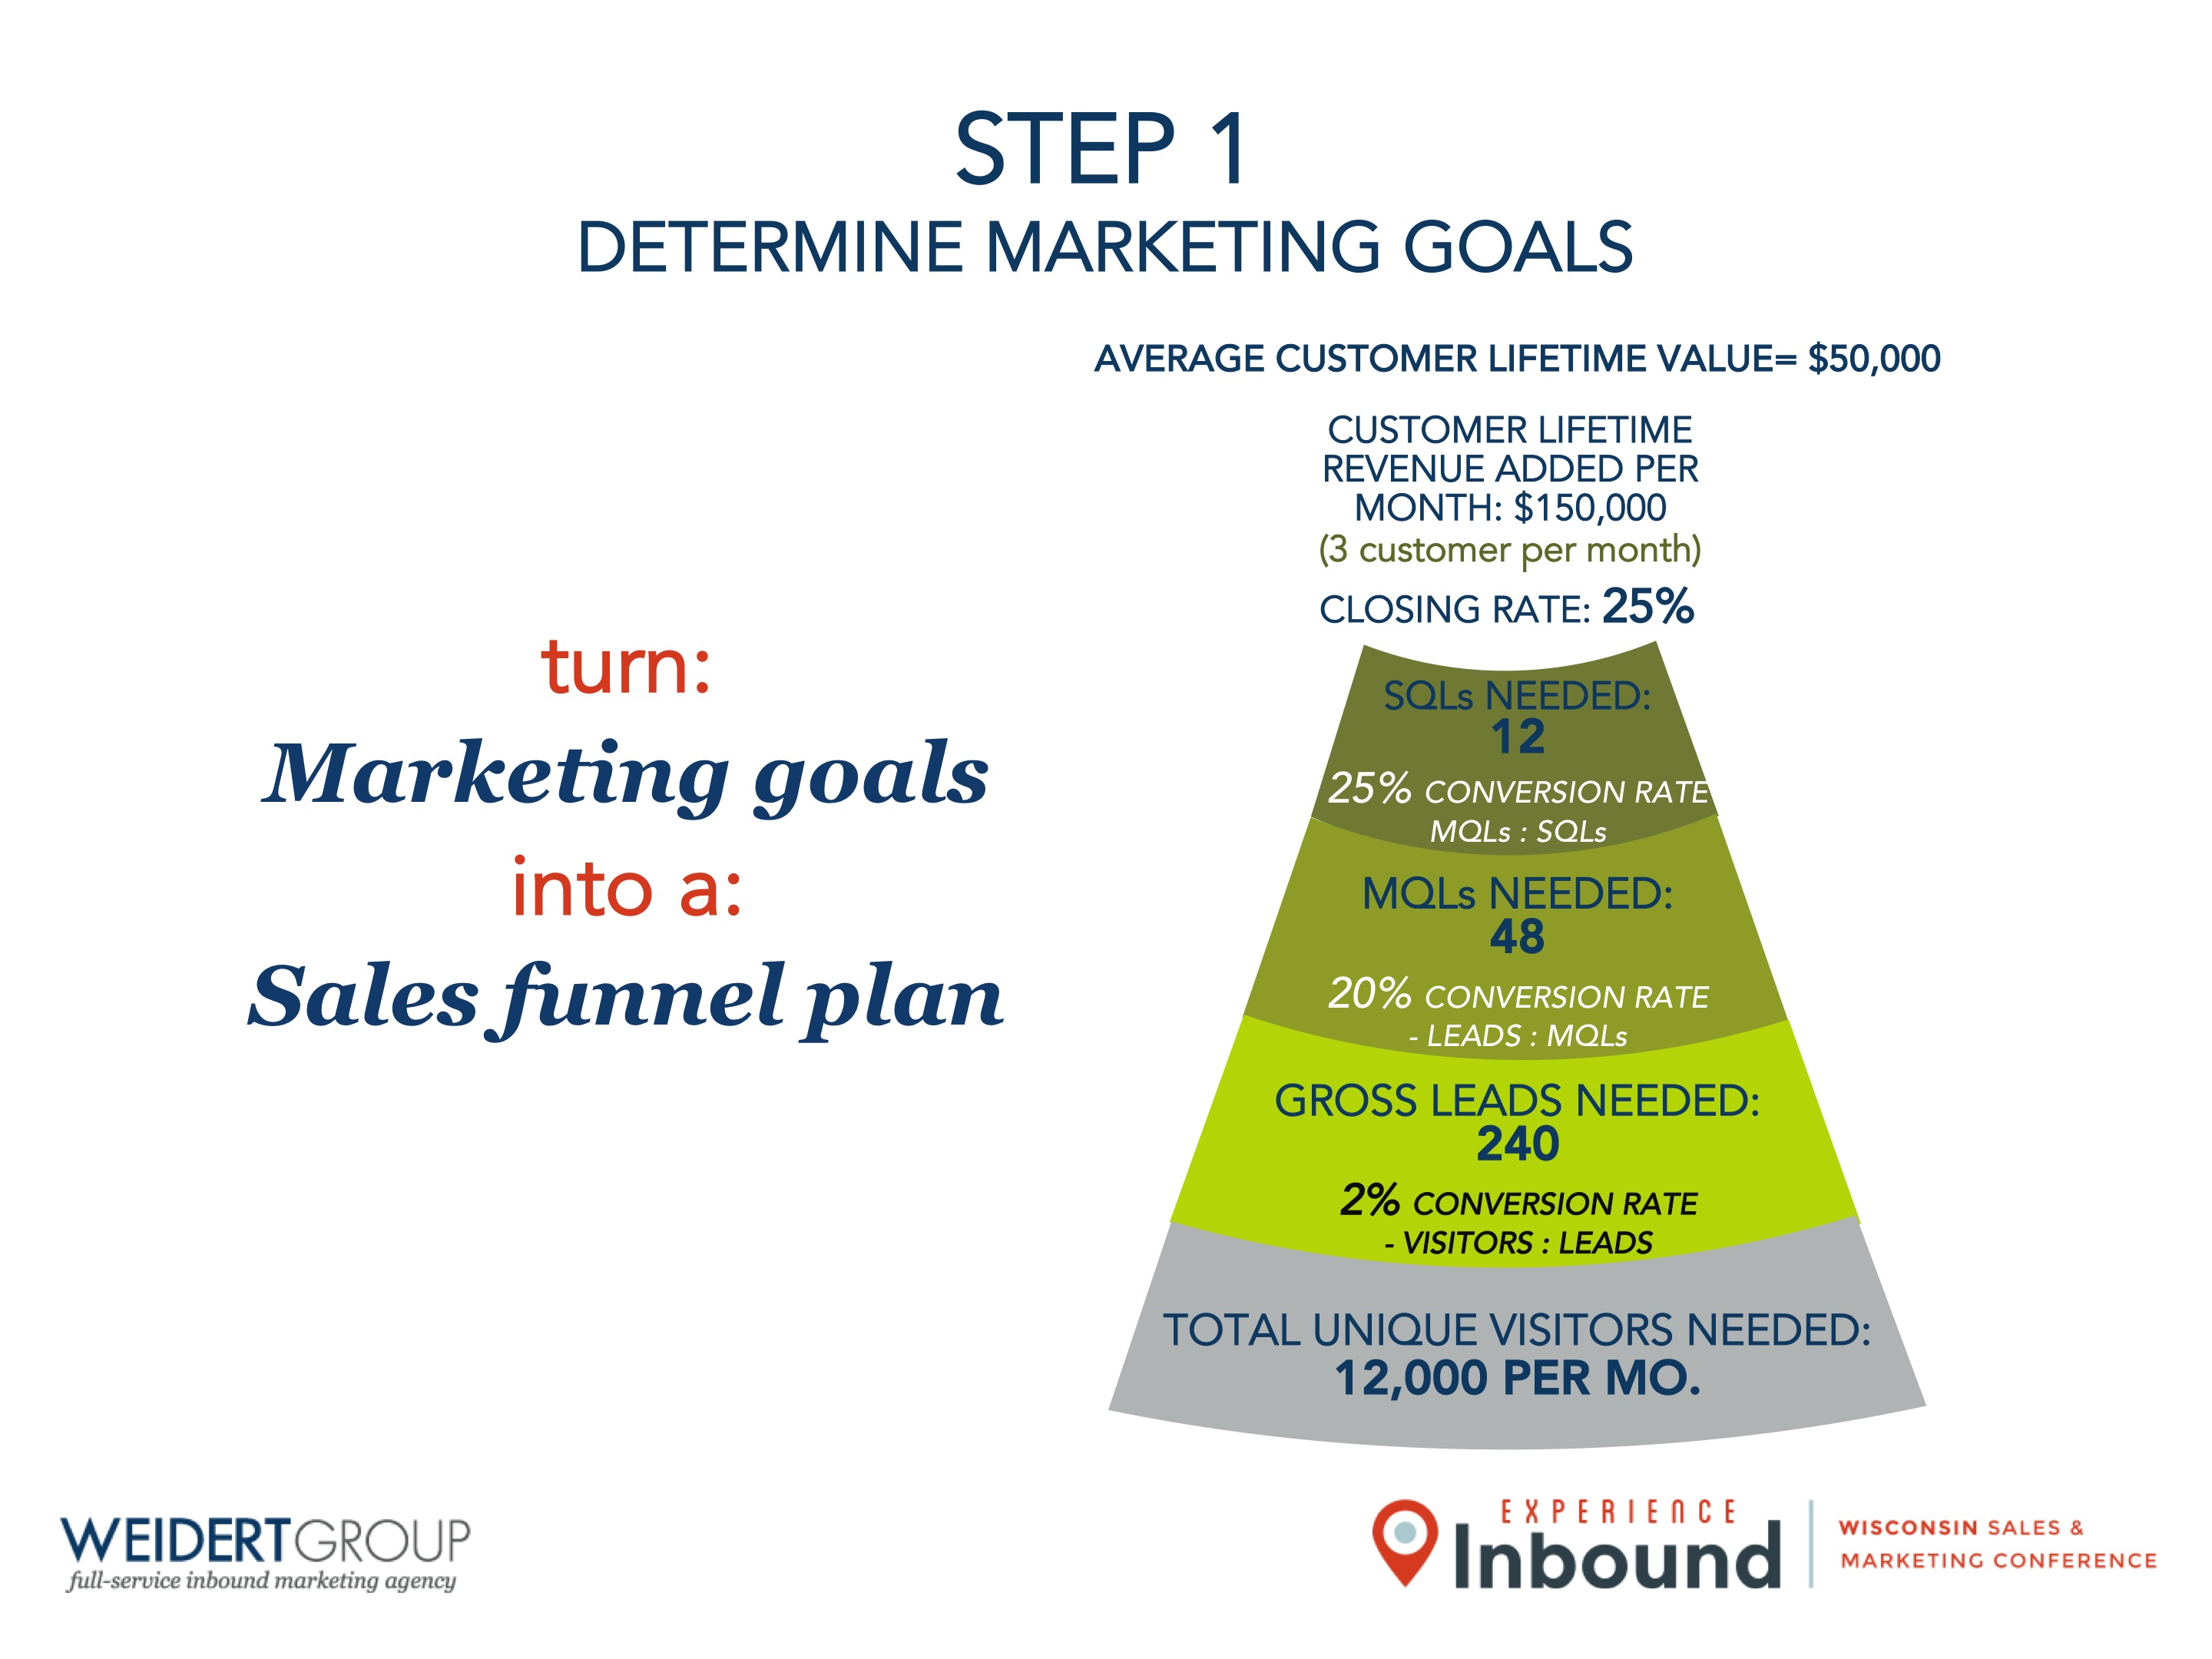 STEP 1
DETERMINE MARKETING GOALS
AVERAGE CUSTOMER LIFETIME VALUE= $50,000
CUSTOMER LIFETIME
REVENUE ADDED PER
MONTH: $150,000
(3 customer per month)
CLOSING RATE: 25%
turn:
Marketing goals
into a:
Sales funnel plan
SQLs NEEDED:
12
25% CONVERSION RATE
MQLs : SQLs
MQLs NEEDED:
48
20% CONVERSION RATE
- LEADS : MQLs
GROSS LEADS NEEDED:
240
2% CONVERSION RATE
- VISITORS : LEADS
TOTAL UNIQUE VISITORS NEEDED:
12,000 PER MO.
WEIDERTGROUP
full-service inbound marketing agency
EXPERIENCE
Inbound
WISCONSIN SALES &
MARKETING CONFERENCE